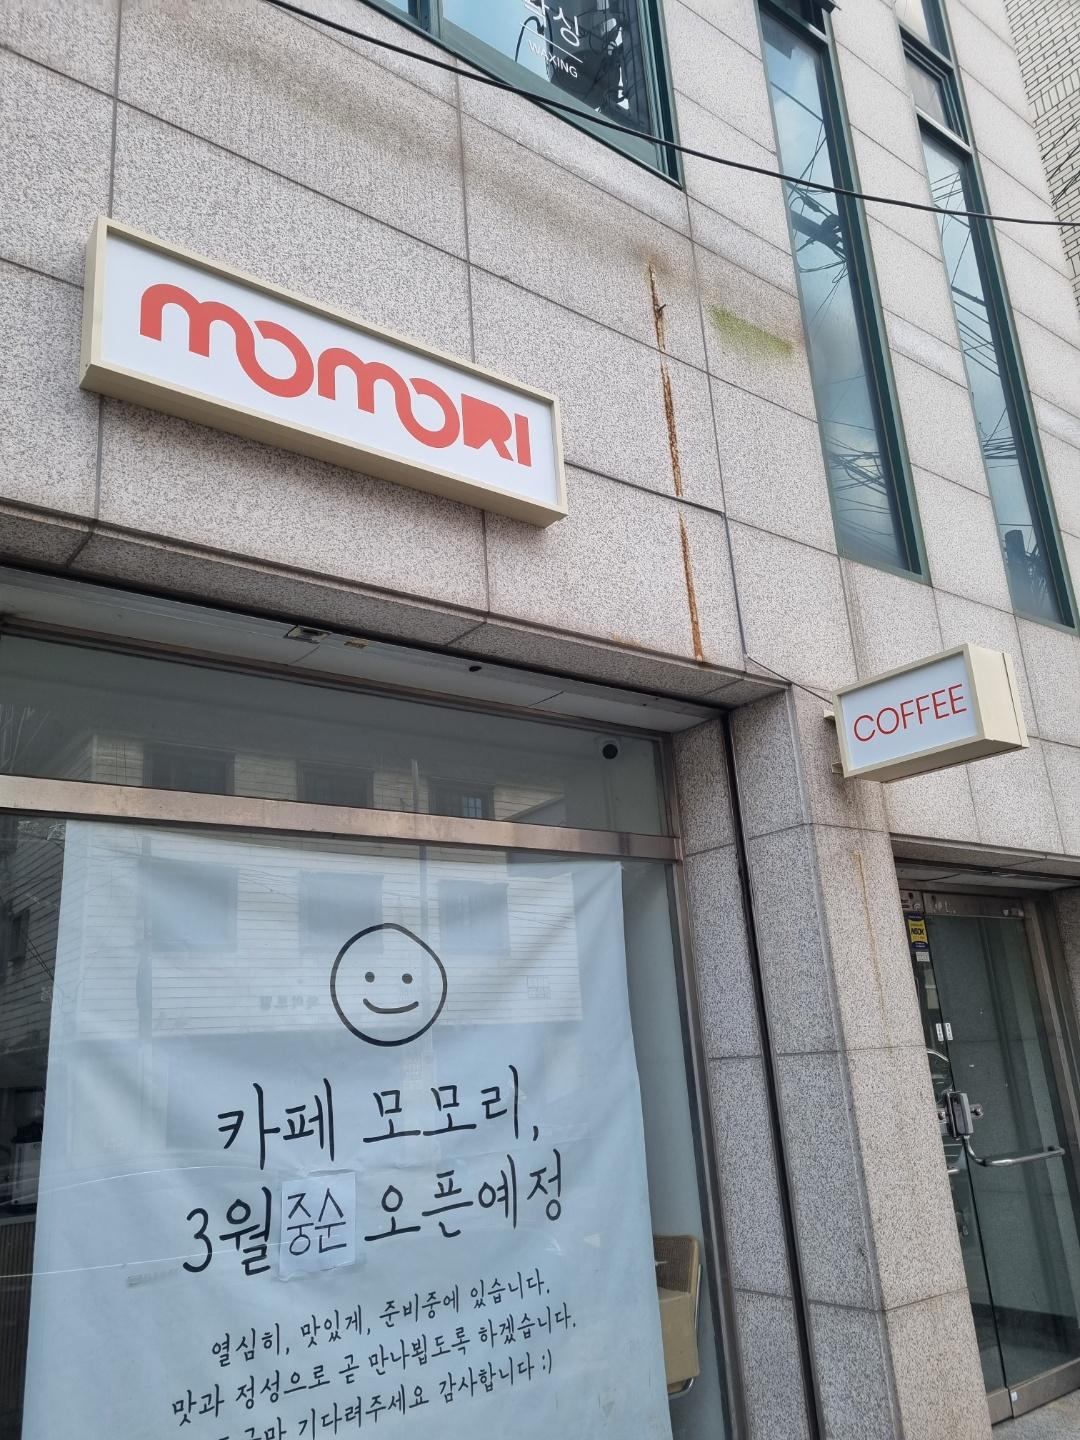 WAXING
momoRI
COFFEE
카페 모모리,
3월중순 오픈예정
열심히, 맛있게, 준비중에 있습니다.
맛과 정성으로 곧 만나뵙도록 하겠습니다.
기다려주세요 감사합니다 :)